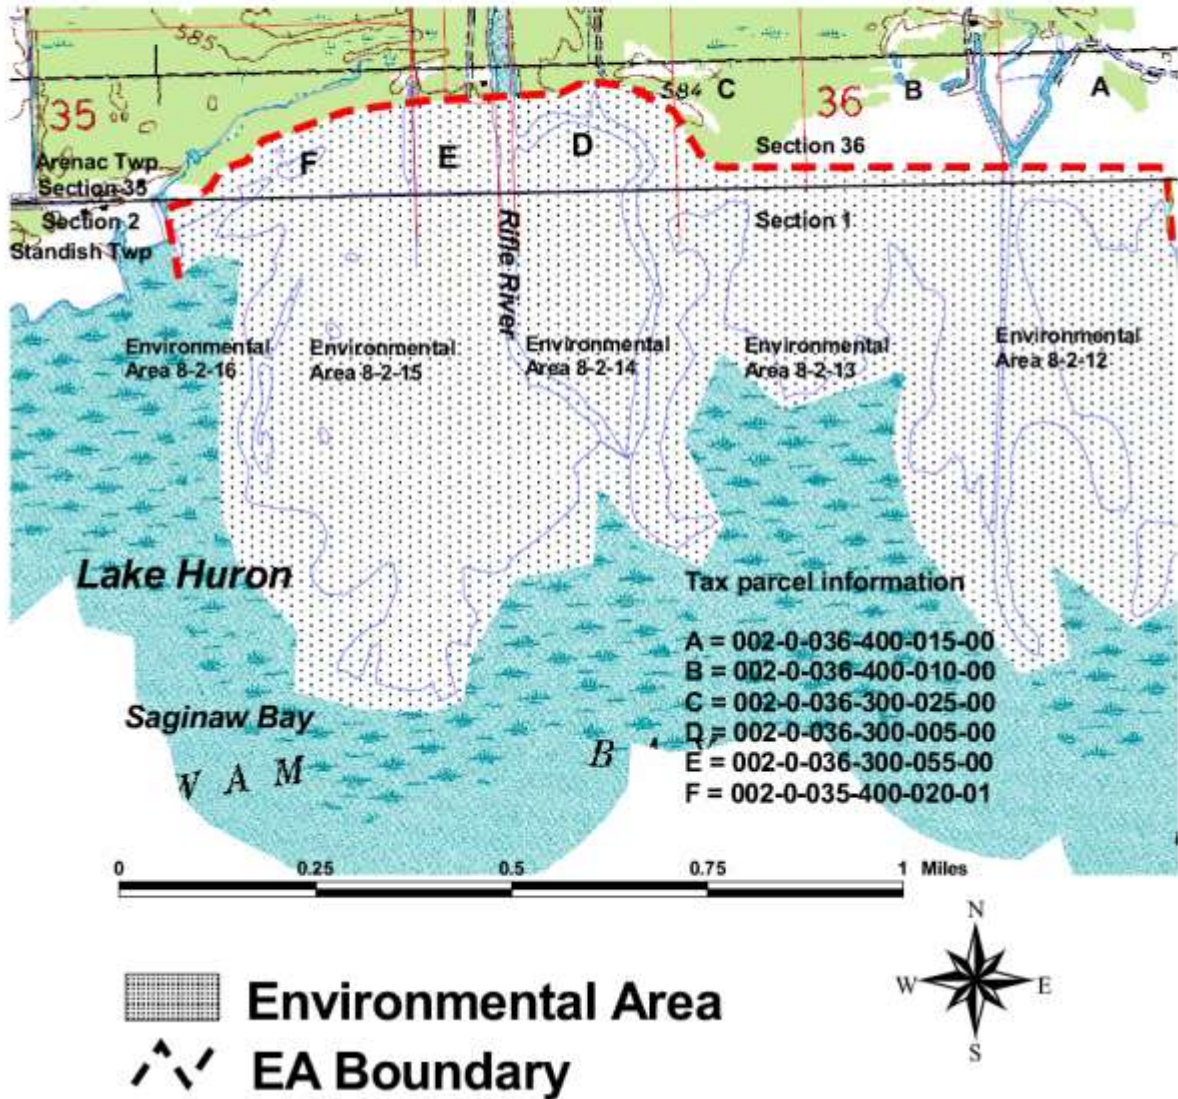 585
584
C
B
A
35
36
D
Section 36
Arenac Twp
F
E
Section 35
Section 2
Section 1
Standish Twp
Rifle River
Environmental
Area 8-2-16
Environmental
Area 8-2-15
Environmental
Area 8-2-14
Environmental
Area 8-2-13
Environmental
Area 8-2-12
Lake Huron
Tax parcel information
A = 002-0-036-400-015-00
B = 002-0-036-400-010-00
C = 002-0-036-300-025-00
D = 002-0-036-300-005-00
E = 002-0-036-300-055-00
F = 002-0-035-400-020-01
Saginaw Bay
W A M
B
0 0.25 0.5 0.75 1 Miles
N
W E
S
Environmental Area
EA Boundary